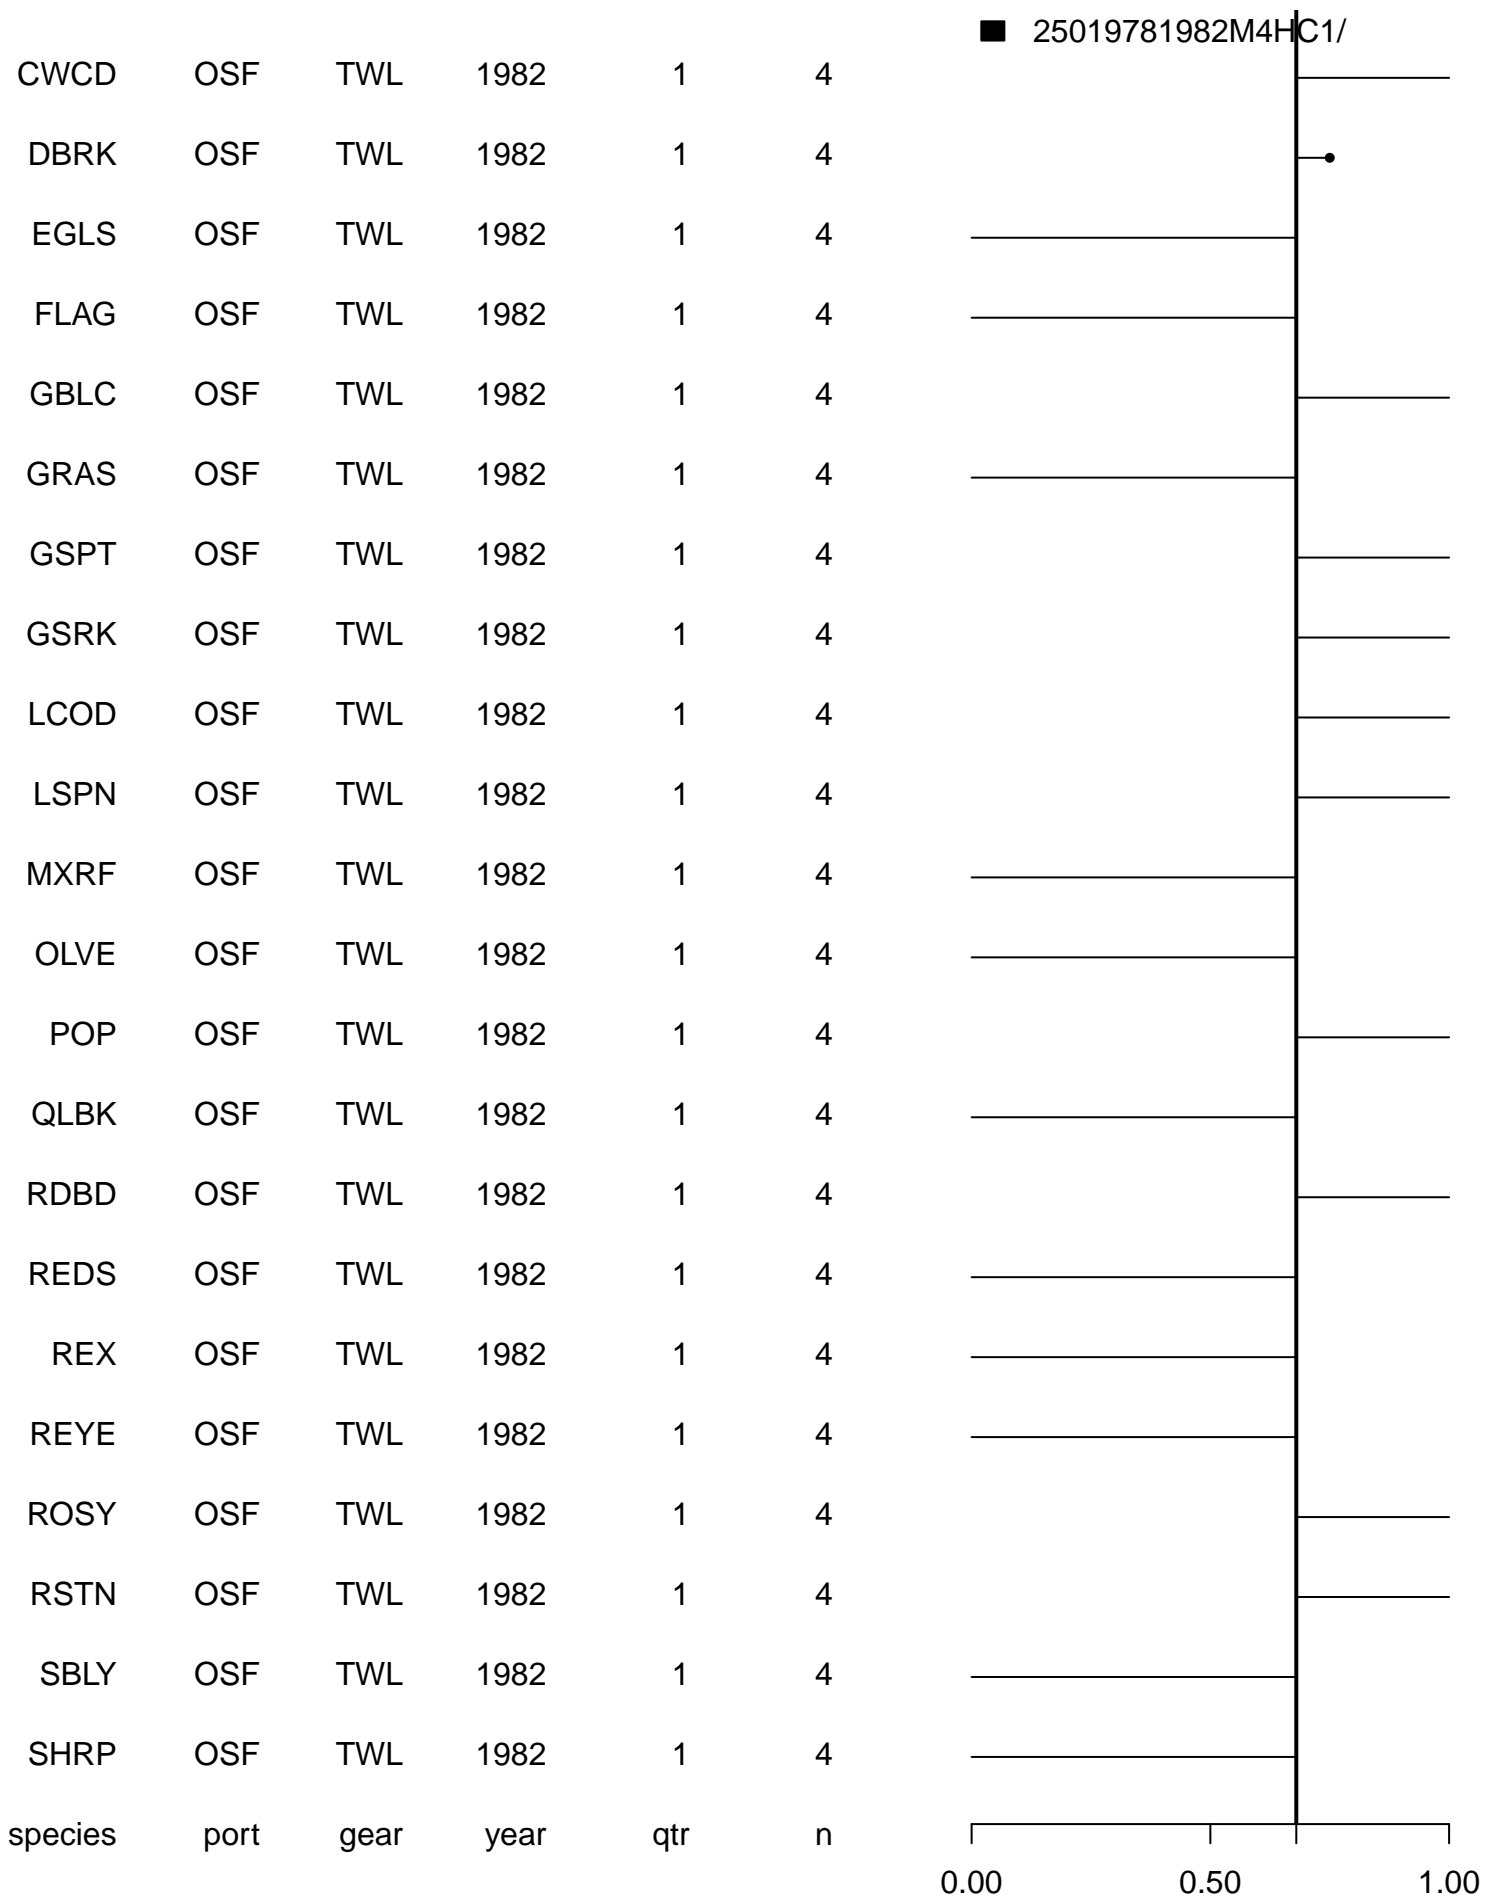 25019781982M4HC1/
CWCD OSF TWL 1982 1 4
DBRK OSF TWL 1982 1 4
EGLS OSF TWL 1982 1 4
FLAG OSF TWL 1982 1 4
GBLC OSF TWL 1982 1 4
GRAS OSF TWL 1982 1 4
GSPT OSF TWL 1982 1 4
GSRK OSF TWL 1982 1 4
LCOD OSF TWL 1982 1 4
LSPN OSF TWL 1982 1 4
MXRF OSF TWL 1982 1 4
OLVE OSF TWL 1982 1 4
POP OSF TWL 1982 1 4
QLBK OSF TWL 1982 1 4
RDBD OSF TWL 1982 1 4
REDS OSF TWL 1982 1 4
REX OSF TWL 1982 1 4
REYE OSF TWL 1982 1 4
ROSY OSF TWL 1982 1 4
RSTN OSF TWL 1982 1 4
SBLY OSF TWL 1982 1 4
SHRP OSF TWL 1982 1 4
species port gear year qtr n
0.00 0.50 1.00